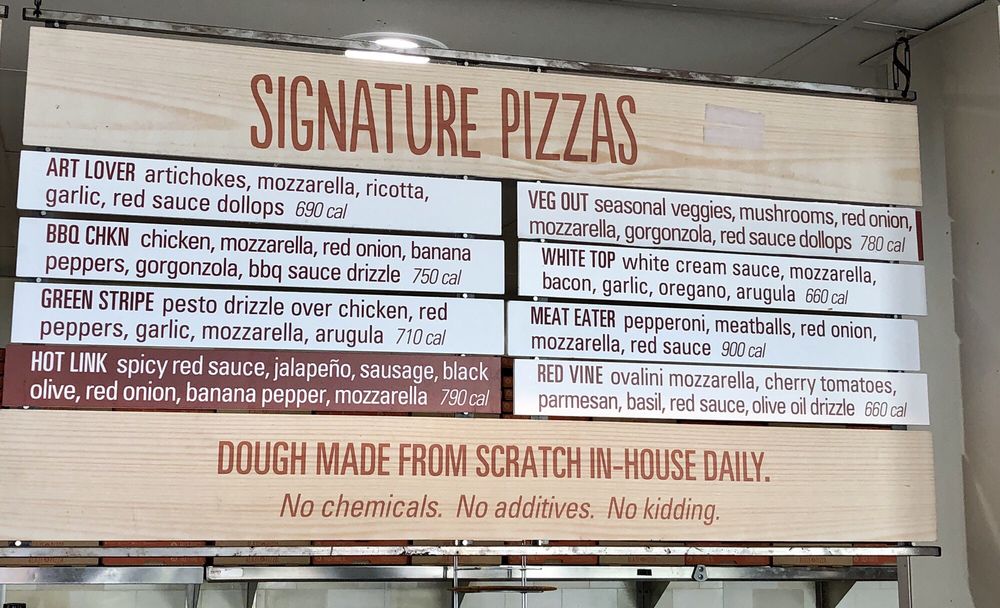 SIGNATURE PIZZAS
ART LOVER artichokes, mozzarella, ricotta,
garlic, red sauce dollops 690 cal
BBQ CHKN chicken, mozzarella, red onion, banana
peppers, gorgonzola, bbq sauce drizzle 750 cal
GREEN STRIPE pesto drizzle over chicken, red
peppers, garlic, mozzarella, arugula 710 cal
HOT LINK spicy red sauce, jalapeño, sausage, black
olive, red onion, banana pepper, mozzarella 790 cal
VEG OUT seasonal veggies, mushrooms, red onion,
mozzarella, gorgonzola, red sauce dollops 780 cal
WHITE TOP white cream sauce, mozzarella,
bacon, garlic, oregano, arugula 660 cal
MEAT EATER pepperoni, meatballs, red onion,
mozzarella, red sauce 900 cal
RED VINE ovalini mozzarella, cherry tomatoes,
parmesan, basil, red sauce, olive oil drizzle 660 cal
DOUGH MADE FROM SCRATCH IN-HOUSE DAILY.
No chemicals. No additives. No kidding.